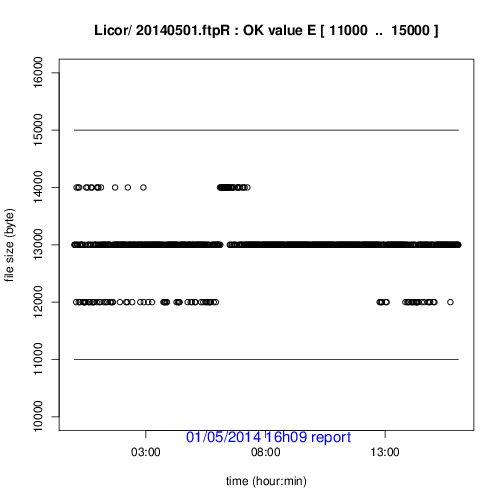 Licor/ 20140501.ftpR : OK value E [ 11000 .. 15000 ]
16000
15000
14000
13000
12000
11000
10000
file size (byte)
01/05/2014 16h09 report
03:00 08:00 13:00
time (hour:min)